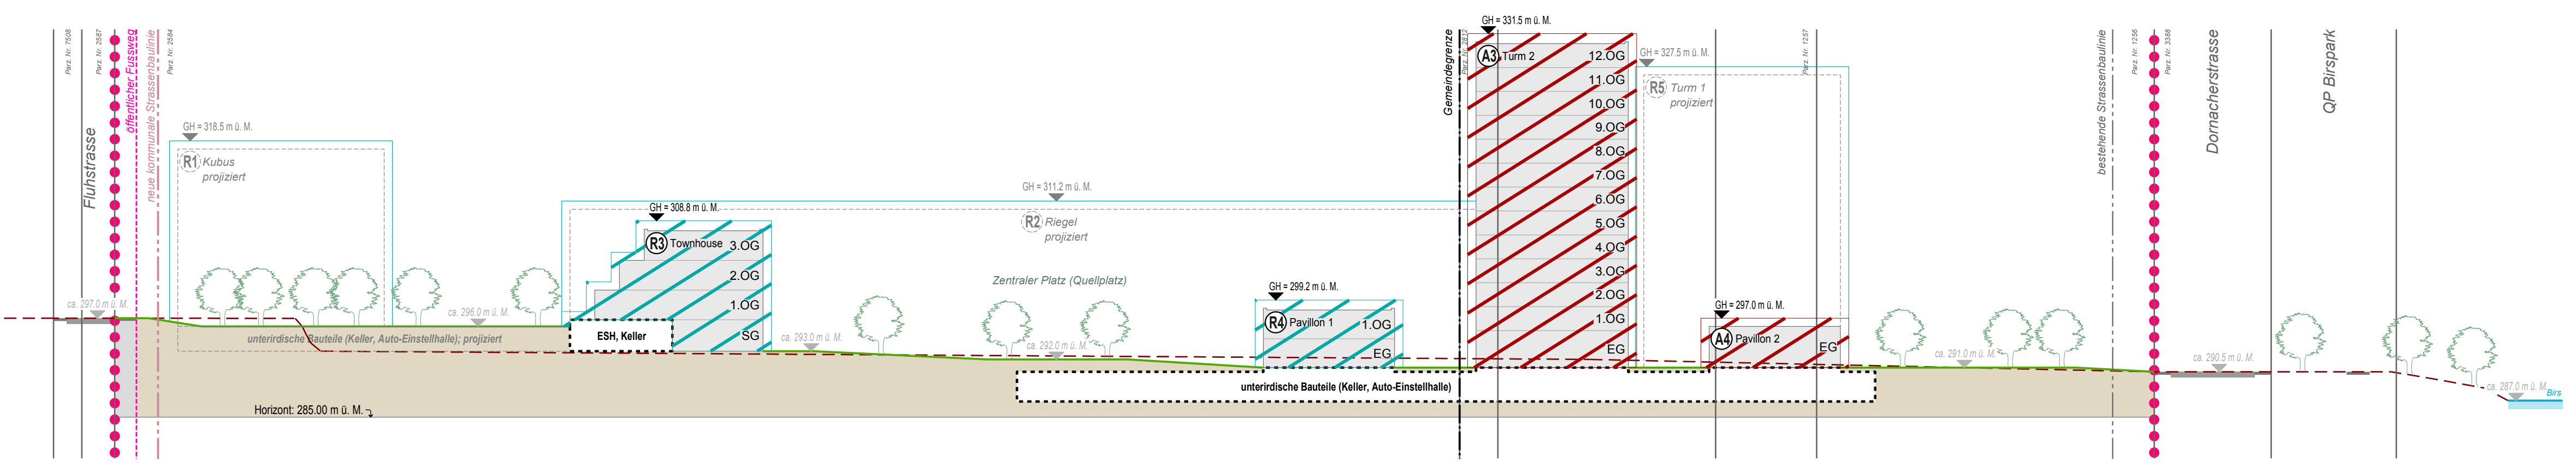 Parz. Nr. 7508
Parz. Nr. 2587
Fluhstrasse
öffentlicher Fussweg
neue kommunale Strassenbaulinie
Parz. Nr. 2584
GH = 318.5 m ü. M.
R1 Kubus
projiziert
ca. 297.0 m ü. M.
ca. 296.0 m ü. M.
unterirdische Bauteile (Keller, Auto-Einstellhalle); projiziert
Horizont: 285.00 m ü. M.
GH = 308.8 m ü. M.
R3 Townhouse
3.OG
2.OG
1.OG
SG
ESH, Keller
ca. 293.0 m ü. M.
GH = 311.2 m ü. M.
R2 Riegel
projiziert
Zentraler Platz (Quellplatz)
ca. 292.0 m ü. M.
GH = 299.2 m ü. M.
R4 Pavillon 1
1.OG
EG
unterirdische Bauteile (Keller, Auto-Einstellhalle)
Gemeindegrenze
Parz. Nr. 2812
GH = 331.5 m ü. M.
A3 Turm 2
12.OG
11.OG
10.OG
9.OG
8.OG
7.OG
6.OG
5.OG
4.OG
3.OG
2.OG
1.OG
EG
GH = 327.5 m ü. M.
R5 Turm 1
projiziert
Parz. Nr. 1257
GH = 297.0 m ü. M.
A4 Pavillon 2
EG
ca. 291.0 m ü. M.
bestehende Strassenbaulinie
Parz. Nr. 1256
Parz. Nr. 3388
Dornacherstrasse
ca. 290.5 m ü. M.
QP Birspark
ca. 287.0 m ü. M.
Birs